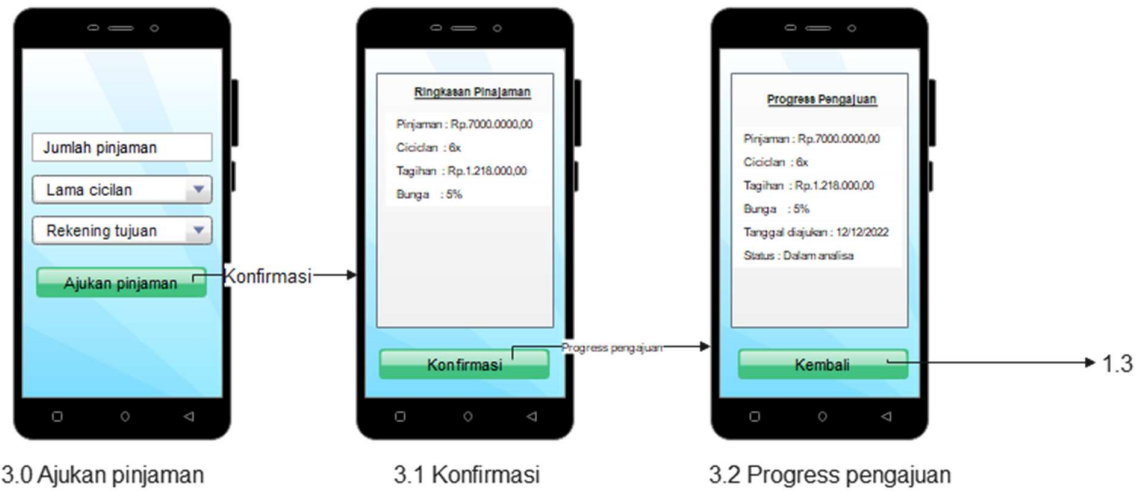 Jumlah pinjaman
Lama cicilan
Rekening tujuan
Ajukan pinjaman
Konfirmasi
3.0 Ajukan pinjaman
Ringkasan Pinajaman
Pinjaman : Rp.7000.0000,00
Ciciclan : 6x
Tagihan : Rp.1.218.000,00
Bunga : 5%
Konfirmasi
Progress pengajuan
3.1 Konfirmasi
Progress Pengajuan
Pinjaman : Rp.7000.0000,00
Ciciclan : 6x
Tagihan : Rp.1.218.000,00
Bunga : 5%
Tanggal diajukan : 12/12/2022
Status : Dalam analisa
Kembali
1.3
3.2 Progress pengajuan